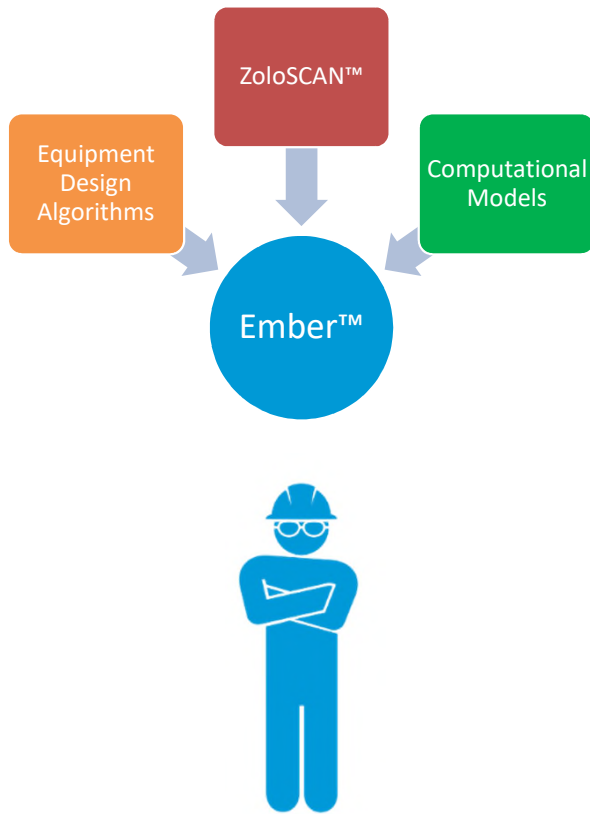 ZoloSCAN™
Equipment
Design
Algorithms
Computational
Models
Ember™